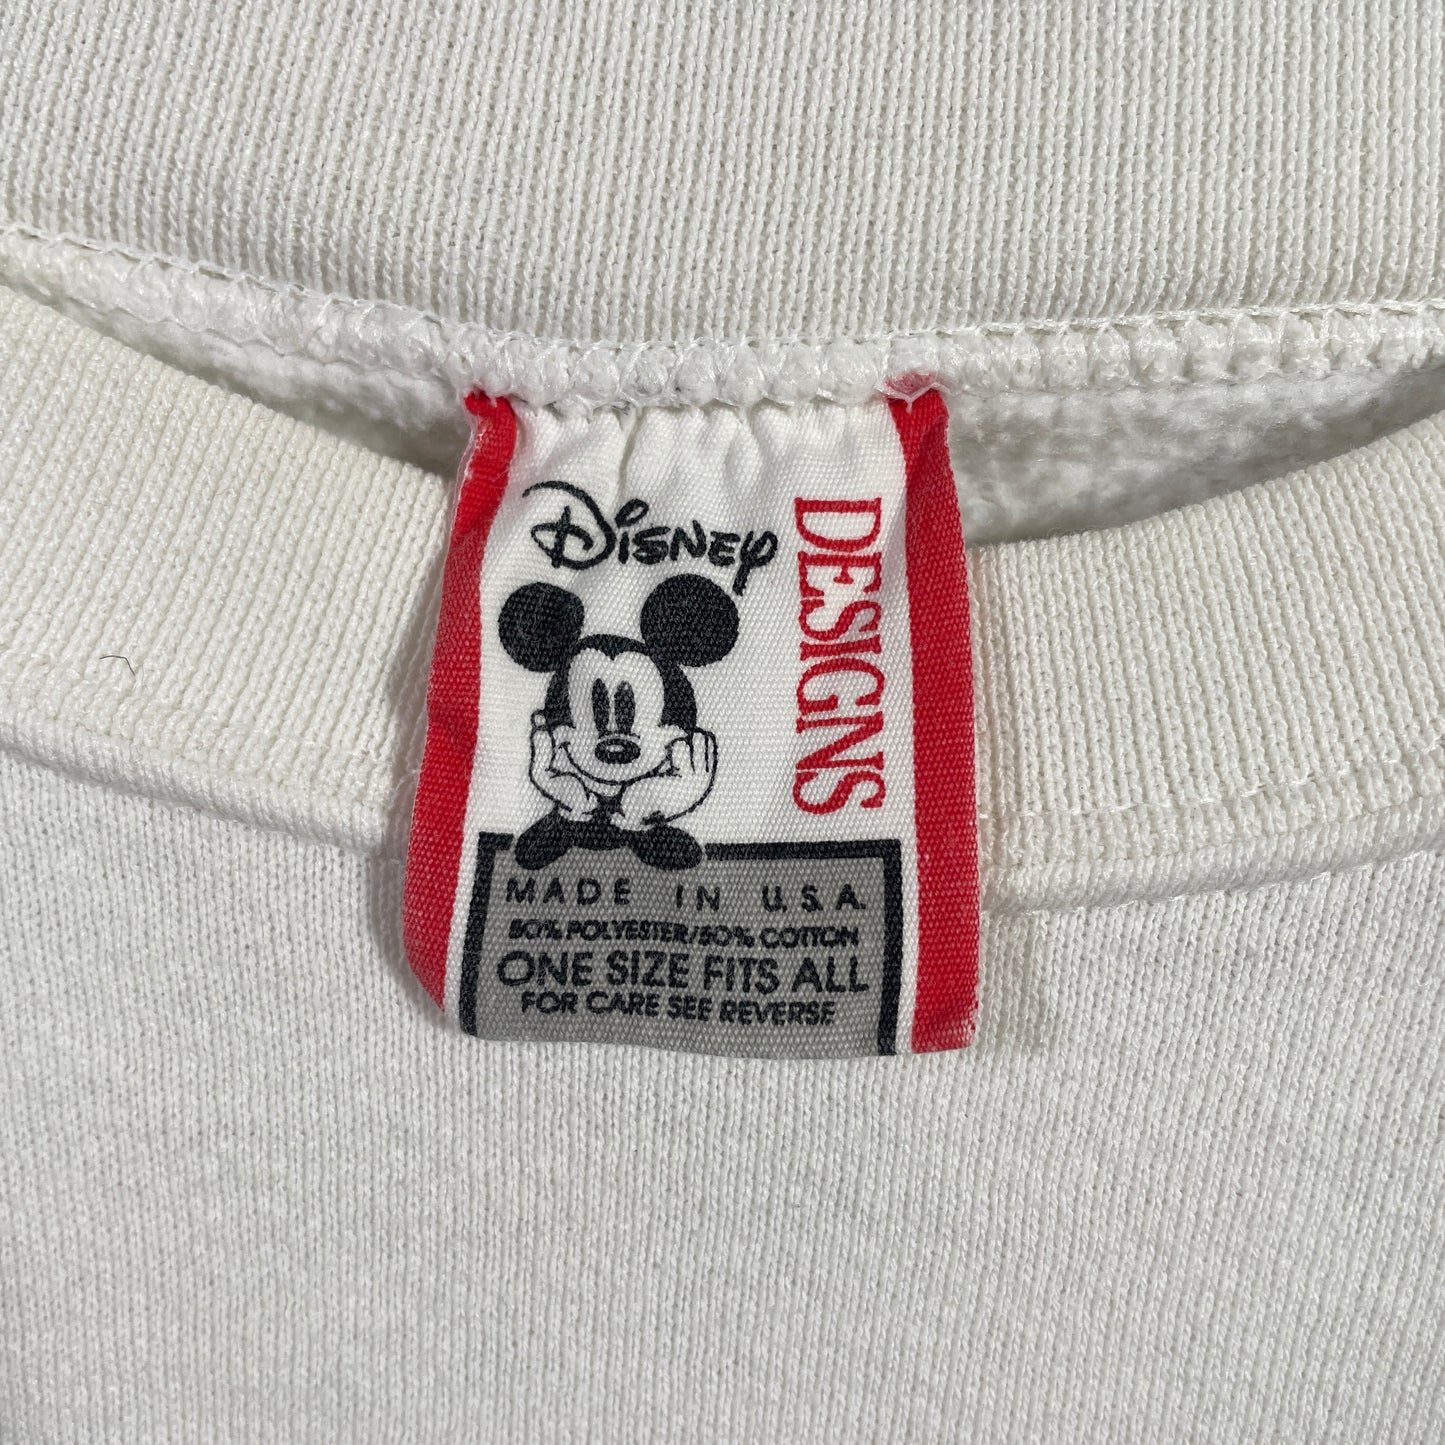 Disney
DESIGNS
MADE IN U.S.A.
50% POLYESTER/50% COTTON
ONE SIZE FITS ALL
FOR CARE SEE REVERSE